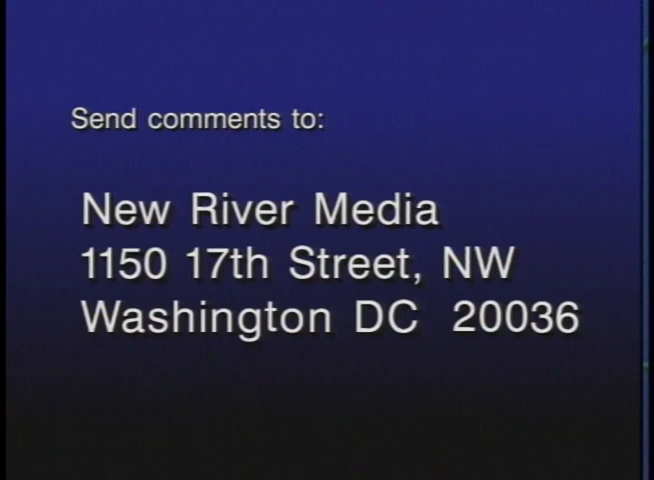 Send comments to:
New River Media
1150 17th Street, NW
Washington DC 20036